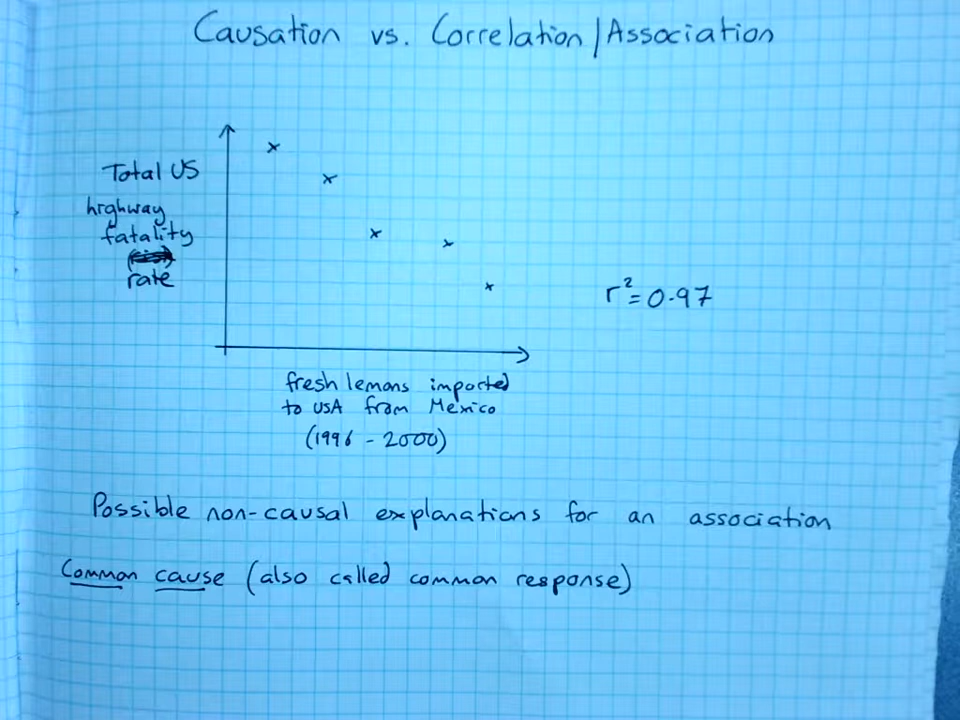 Causation vs. Correlation/Association
Total US
highway
fatality
rate
r²=0.97
fresh lemons imported
to USA from Mexico
(1996 - 2000)
Possible non-causal explanations for an association
Common cause (also called common response)